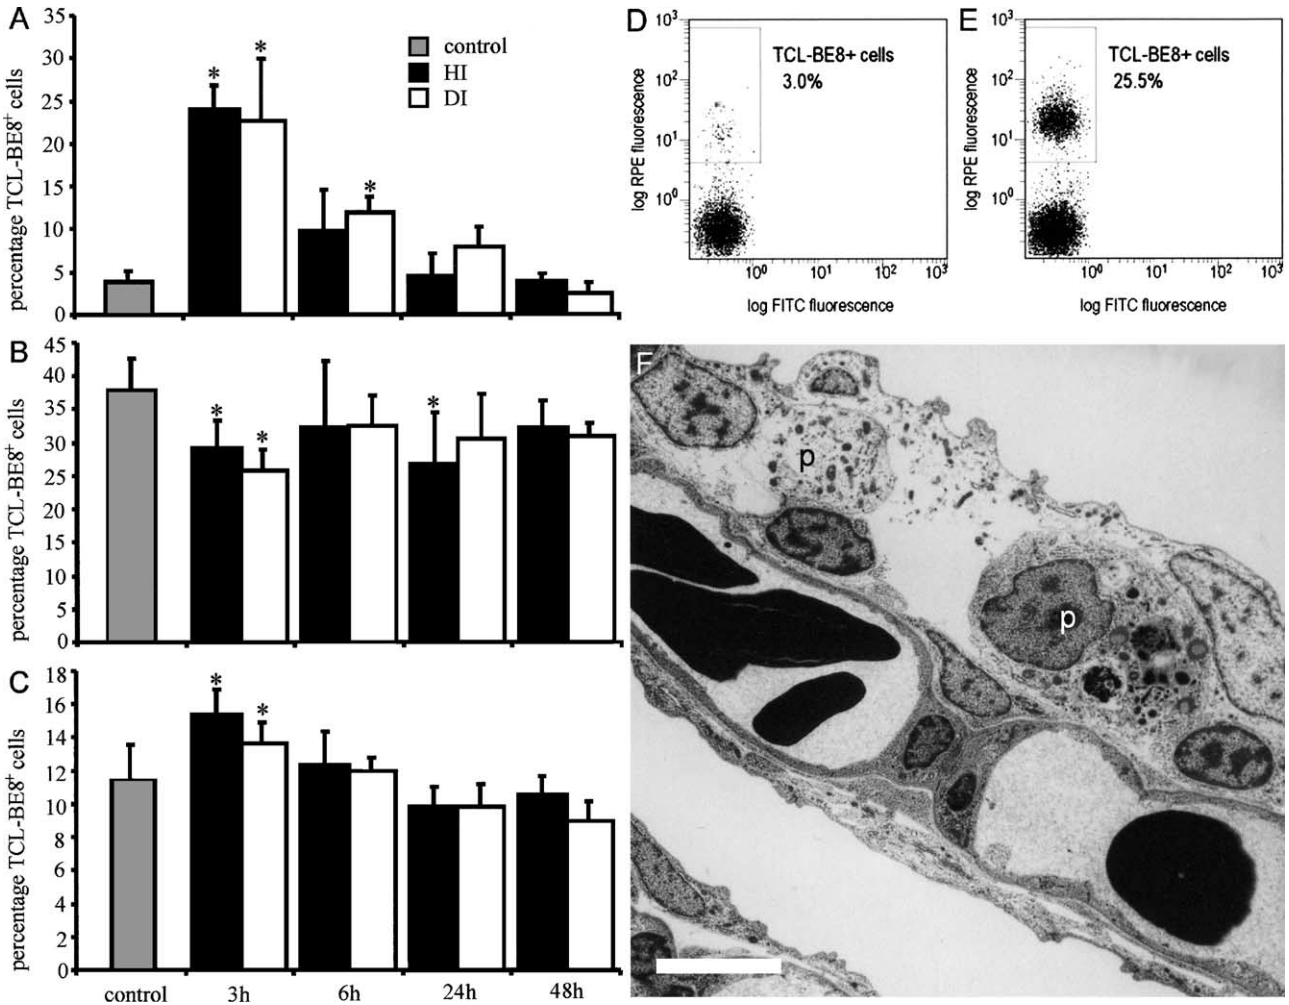 A
35
30
25
20
15
10
5
0
percentage TCL-BE8+ cells
* * *
control
HI
DI
B
45
40
35
30
25
20
15
10
5
0
percentage TCL-BE8+ cells
* * *
C
18
16
14
12
10
8
6
4
2
0
percentage TCL-BE8+ cells
* *
control 3h 6h 24h 48h
D
10³
10²
10¹
10⁰
log RPE fluorescence
TCL-BE8+ cells
3.0%
10⁰ 10¹ 10² 10³
log FITC fluorescence
E
10³
10²
10¹
10⁰
log RPE fluorescence
TCL-BE8+ cells
25.5%
10⁰ 10¹ 10² 10³
log FITC fluorescence
F
p
p